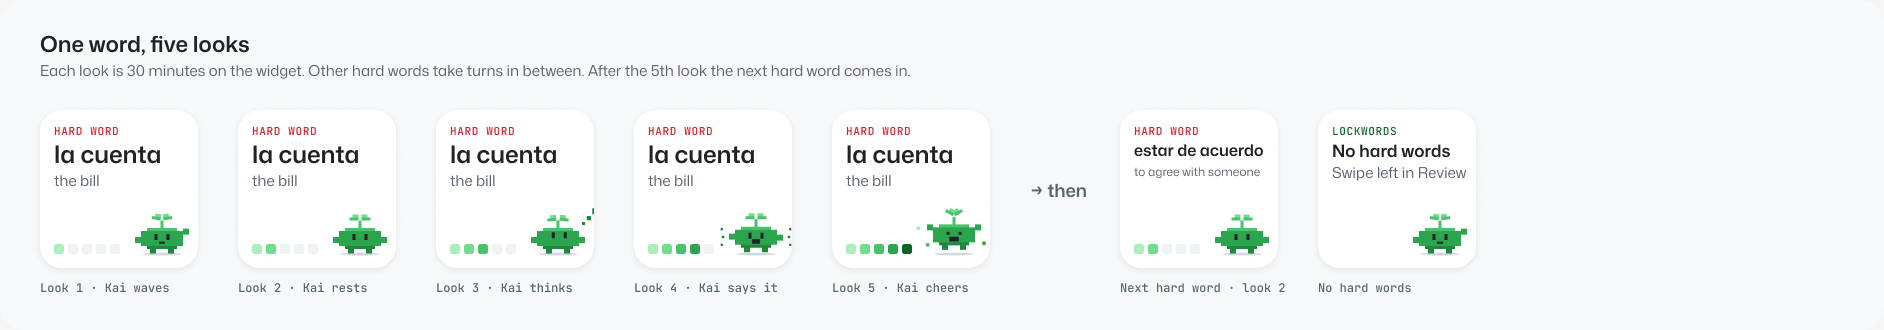 One word, five looks
Each look is 30 minutes on the widget. Other hard words take turns in between. After the 5th look the next hard word comes in.
HARD WORD
la cuenta
the bill
Look 1 · Kai waves
HARD WORD
la cuenta
the bill
Look 2 · Kai rests
HARD WORD
la cuenta
the bill
Look 3 · Kai thinks
HARD WORD
la cuenta
the bill
Look 4 · Kai says it
HARD WORD
la cuenta
the bill
Look 5 · Kai cheers
→ then
HARD WORD
estar de acuerdo
to agree with someone
Next hard word · look 2
LOCKWORDS
No hard words
Swipe left in Review
No hard words